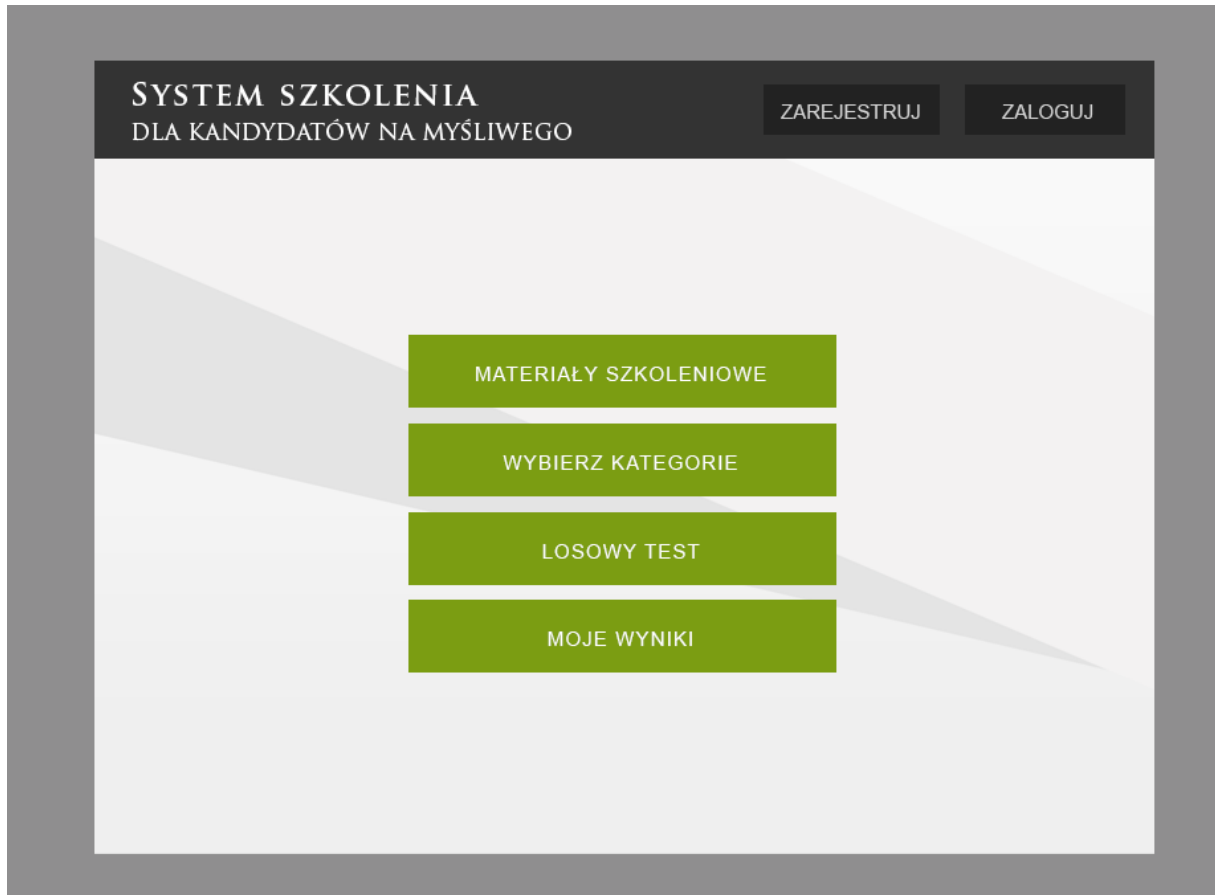 SYSTEM SZKOLENIA
DLA KANDYDATÓW NA MYŚLIWEGO
ZAREJESTRUJ
ZALOGUJ
MATERIAŁY SZKOLENIOWE
WYBIERZ KATEGORIE
LOSOWY TEST
MOJE WYNIKI